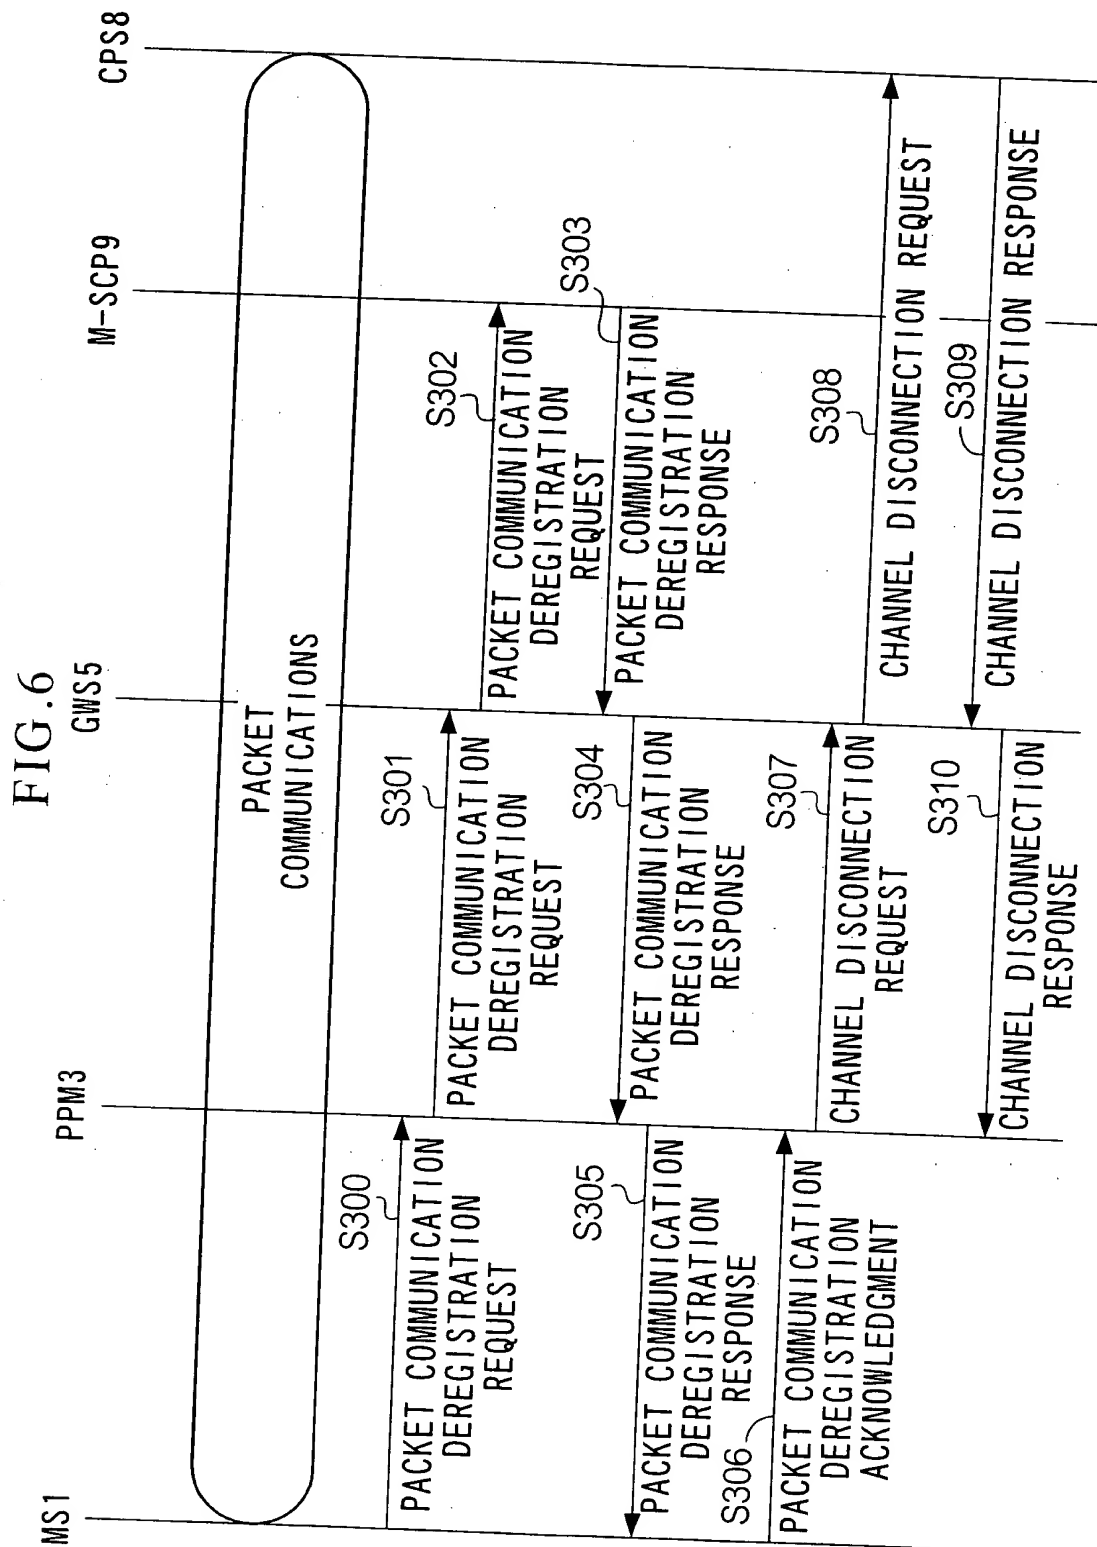 FIG.6
MS1
PPM3
GWS5
M-SCP9
CPS8
PACKET
COMMUNICATIONS
S300
PACKET COMMUNICATION
DEREGISTRATION
REQUEST
S301
PACKET COMMUNICATION
DEREGISTRATION
REQUEST
S302
PACKET COMMUNICATION
DEREGISTRATION
REQUEST
S303
PACKET COMMUNICATION
DEREGISTRATION
RESPONSE
S304
PACKET COMMUNICATION
DEREGISTRATION
RESPONSE
S305
PACKET COMMUNICATION
DEREGISTRATION
RESPONSE
S306
PACKET COMMUNICATION
DEREGISTRATION
ACKNOWLEDGMENT
S307
CHANNEL DISCONNECTION
REQUEST
S308
CHANNEL DISCONNECTION REQUEST
S309
CHANNEL DISCONNECTION RESPONSE
S310
CHANNEL DISCONNECTION
RESPONSE